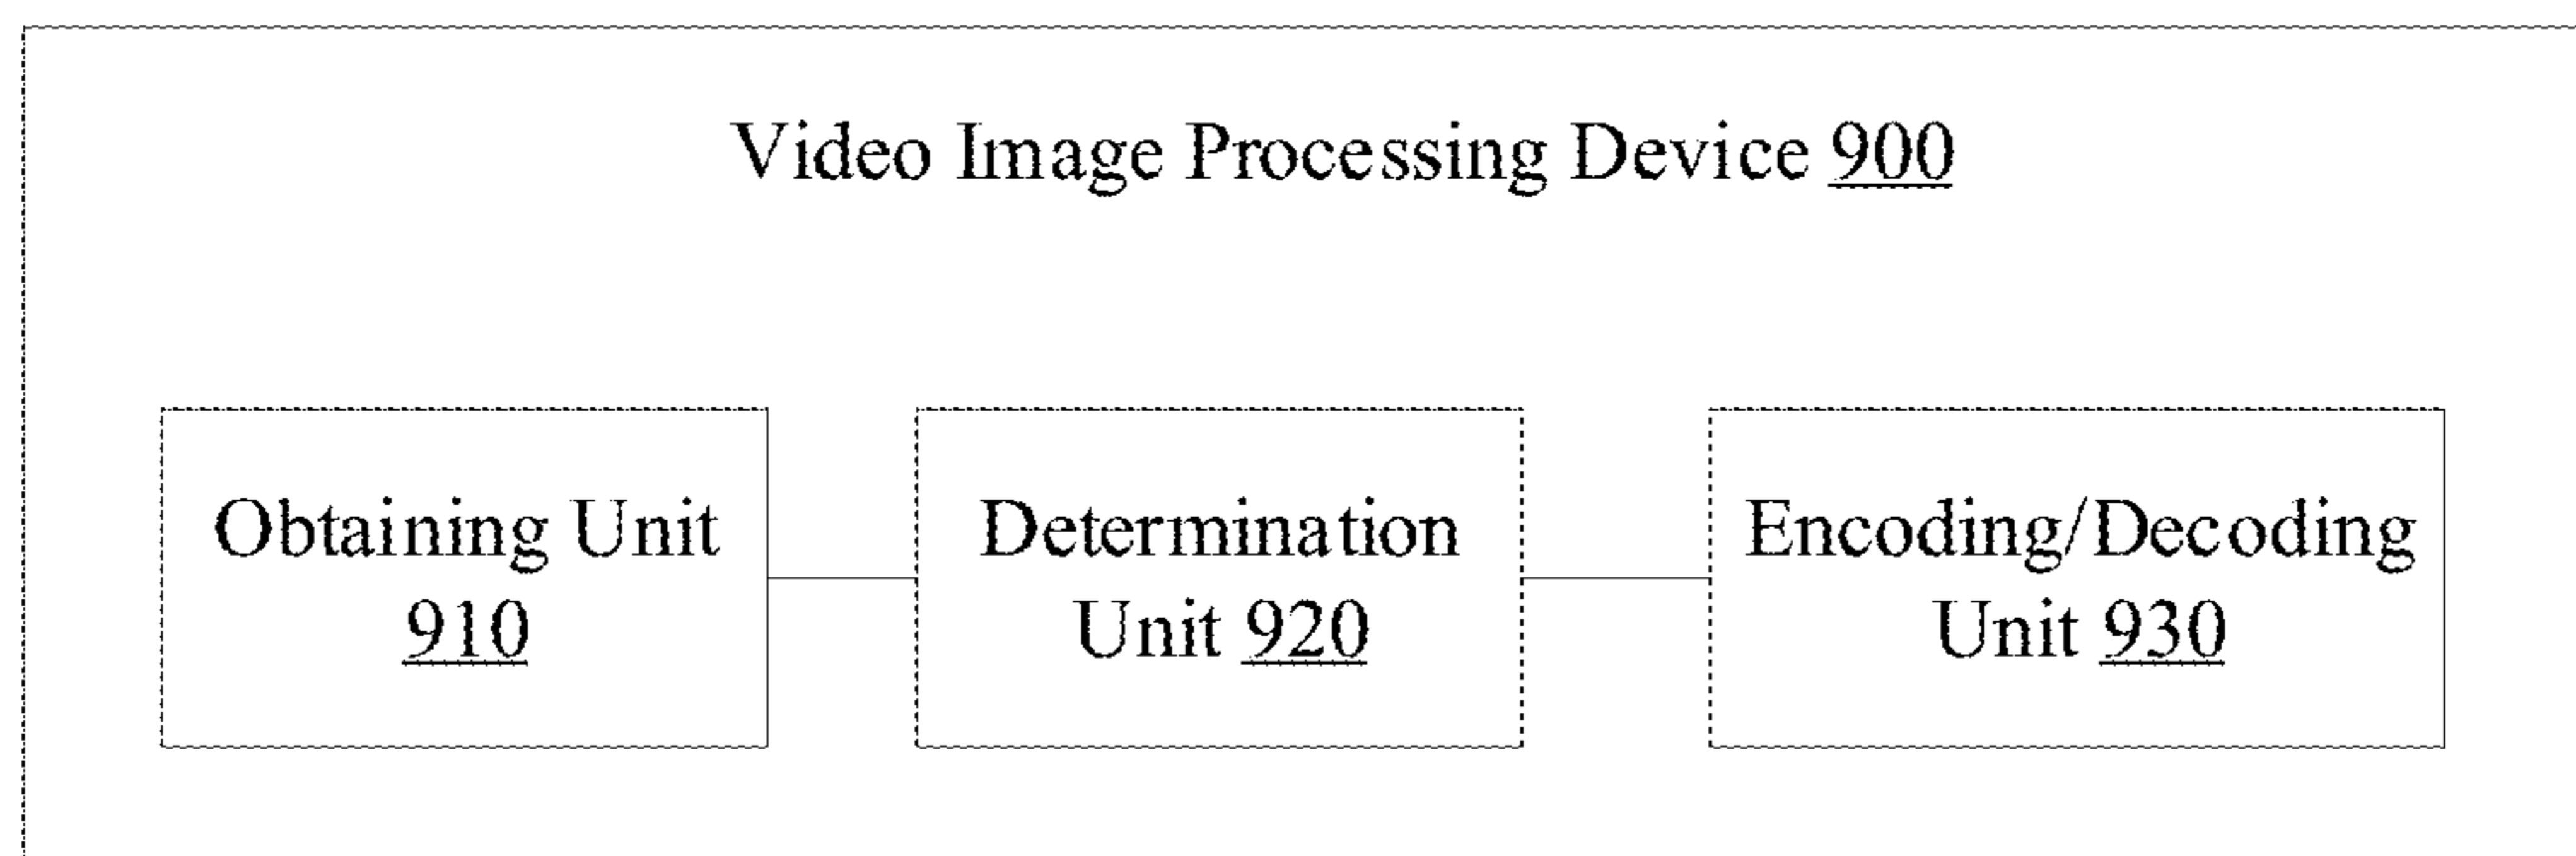 Video Image Processing Device 900
Obtaining Unit
910
Determination
Unit 920
Encoding/Decoding
Unit 930